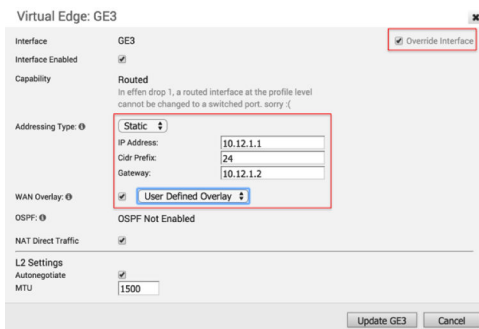 Virtual Edge: GE3
Interface GE3 Override Interface
Interface Enabled
Capability Routed
In effen drop 1, a routed interface at the profile level
cannot be changed to a switched port. sorry :(
Addressing Type: Static
IP Address: 10.12.1.1
Cidr Prefix: 24
Gateway: 10.12.1.2
WAN Overlay: User Defined Overlay
OSPF: OSPF Not Enabled
NAT Direct Traffic
L2 Settings
Autonegotiate
MTU 1500
Update GE3 Cancel